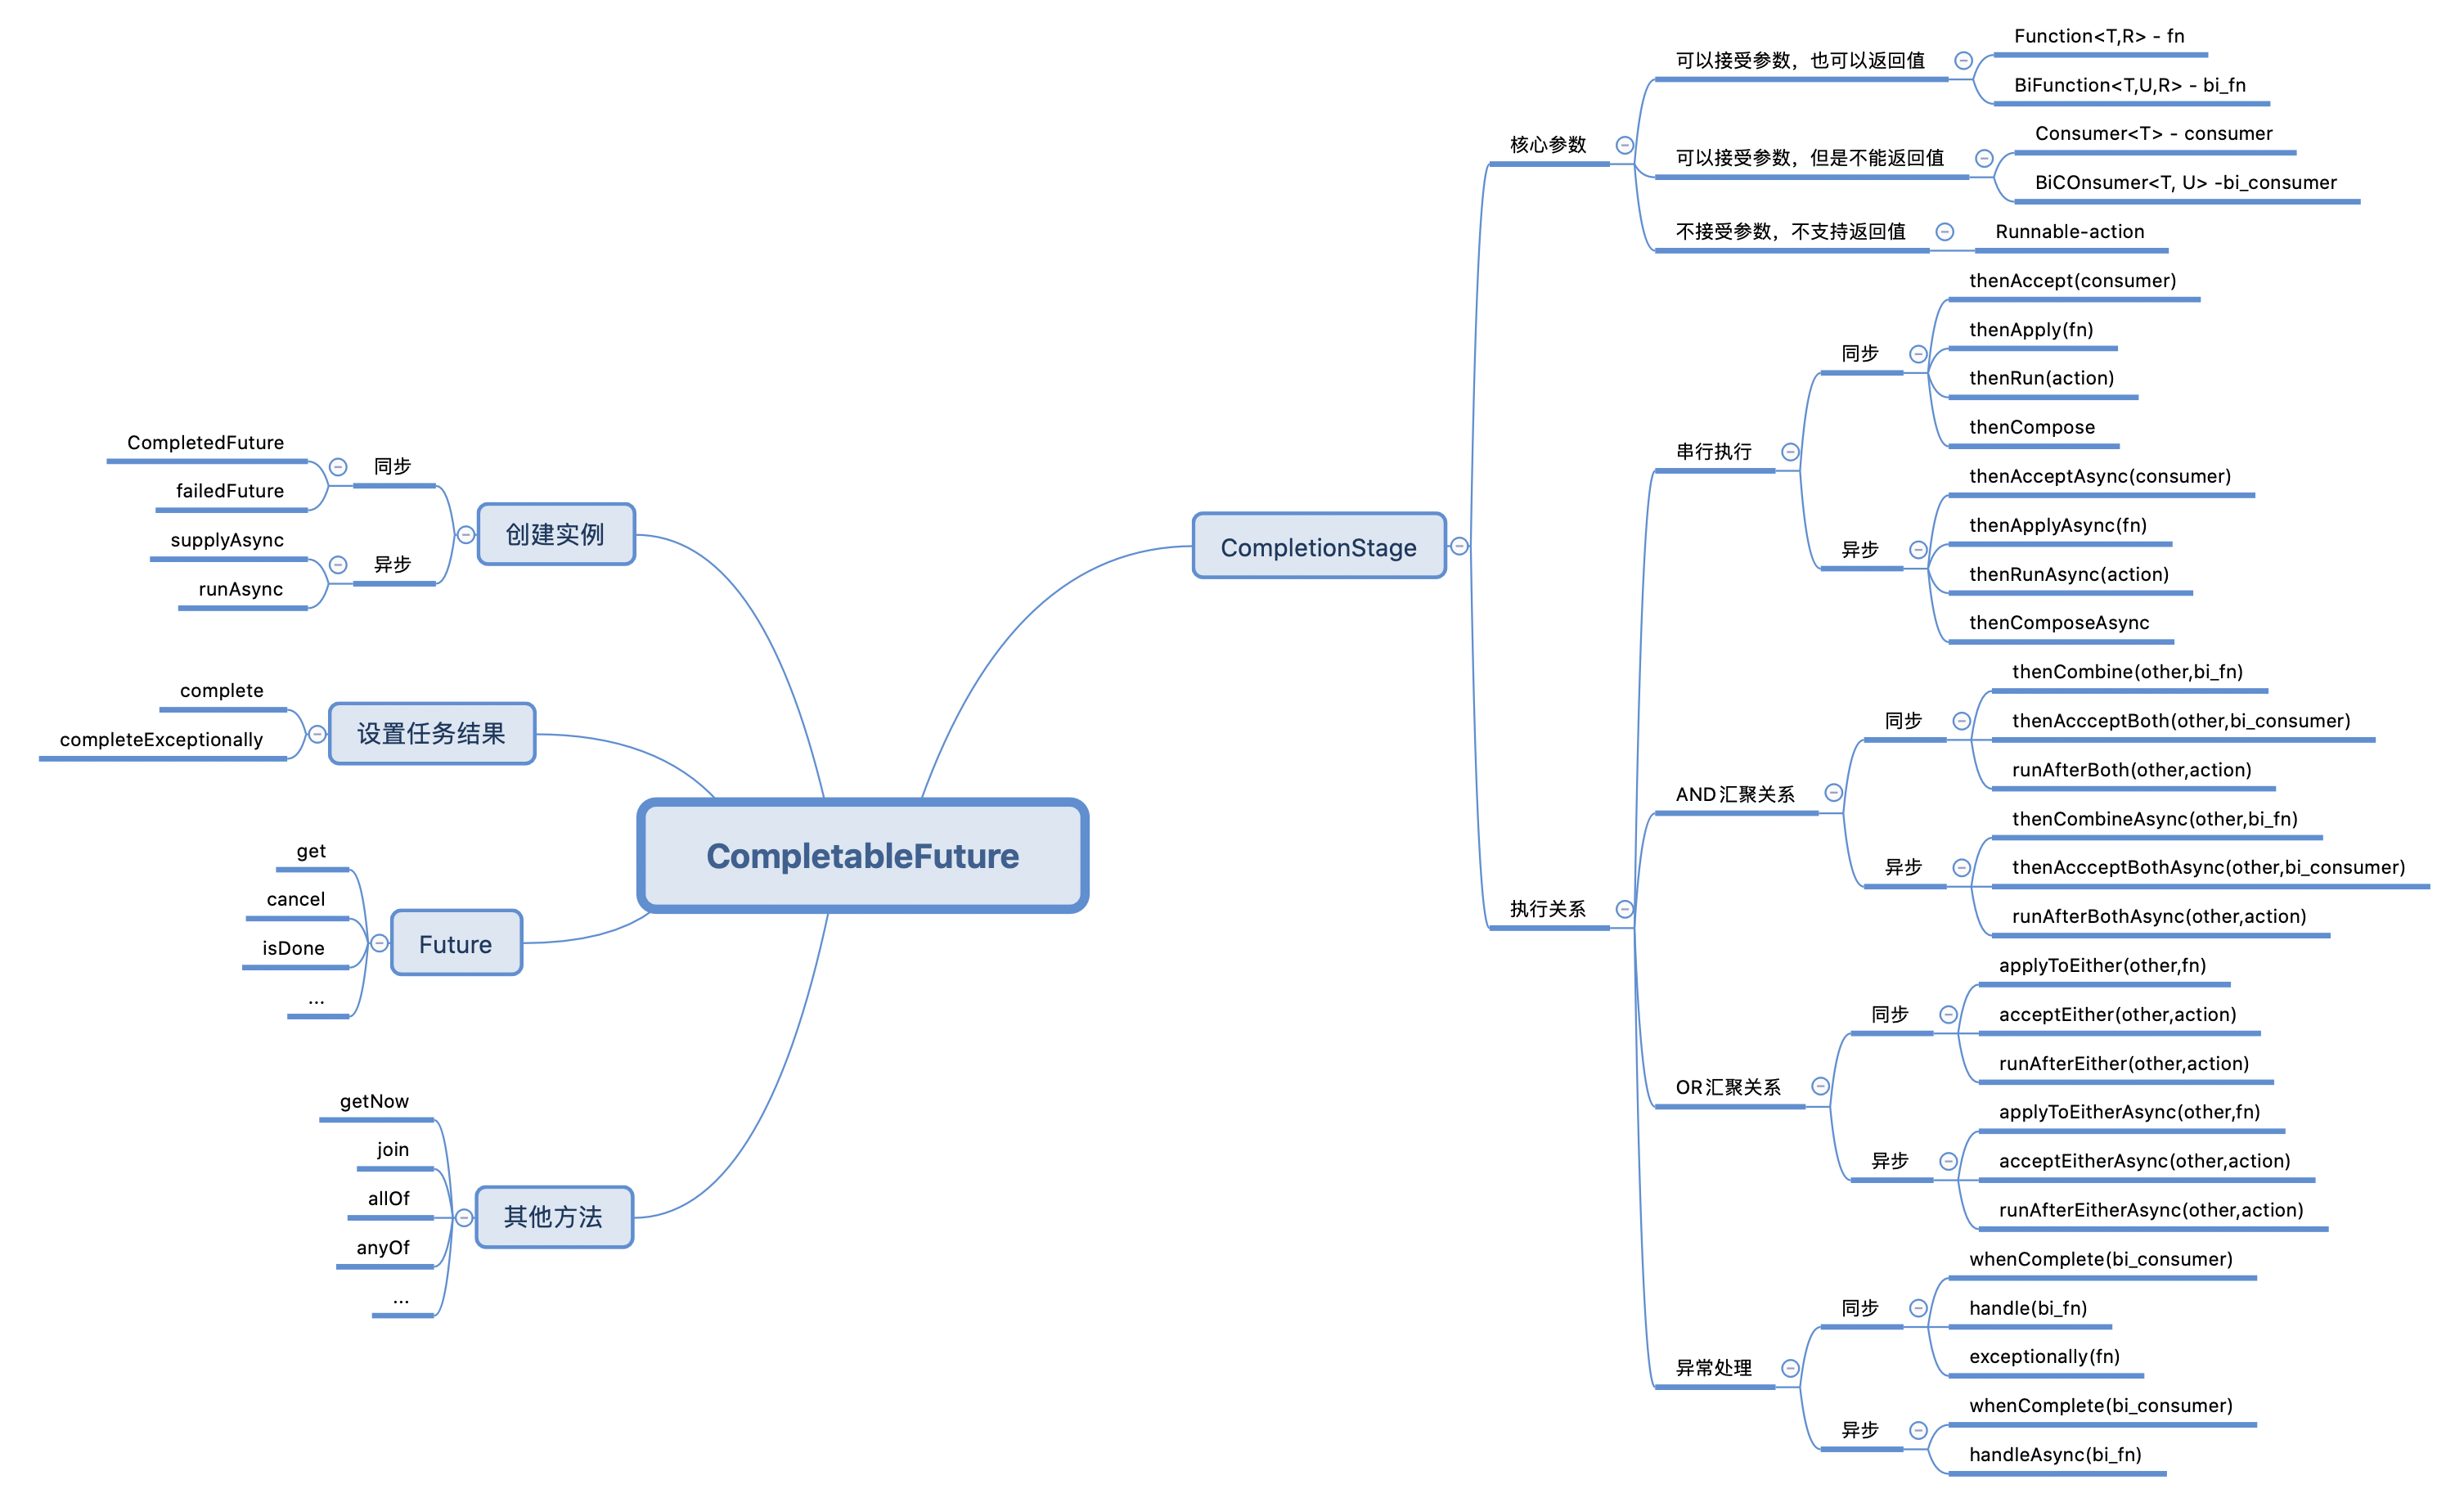 CompletableFuture
创建实例
同步
CompletedFuture
failedFuture
异步
supplyAsync
runAsync
设置任务结果
complete
completeExceptionally
Future
get
cancel
isDone
...
其他方法
getNow
join
allOf
anyOf
...
CompletionStage
核心参数
可以接受参数，也可以返回值
Function<T,R> - fn
BiFunction<T,U,R> - bi_fn
可以接受参数，但是不能返回值
Consumer<T> - consumer
BiCOnsumer<T, U> -bi_consumer
不接受参数，不支持返回值
Runnable-action
执行关系
串行执行
同步
thenAccept(consumer)
thenApply(fn)
thenRun(action)
thenCompose
异步
thenAcceptAsync(consumer)
thenApplyAsync(fn)
thenRunAsync(action)
thenComposeAsync
AND汇聚关系
同步
thenCombine(other,bi_fn)
thenAccceptBoth(other,bi_consumer)
runAfterBoth(other,action)
异步
thenCombineAsync(other,bi_fn)
thenAccceptBothAsync(other,bi_consumer)
runAfterBothAsync(other,action)
OR汇聚关系
同步
applyToEither(other,fn)
acceptEither(other,action)
runAfterEither(other,action)
异步
applyToEitherAsync(other,fn)
acceptEitherAsync(other,action)
runAfterEitherAsync(other,action)
异常处理
同步
whenComplete(bi_consumer)
handle(bi_fn)
exceptionally(fn)
异步
whenComplete(bi_consumer)
handleAsync(bi_fn)